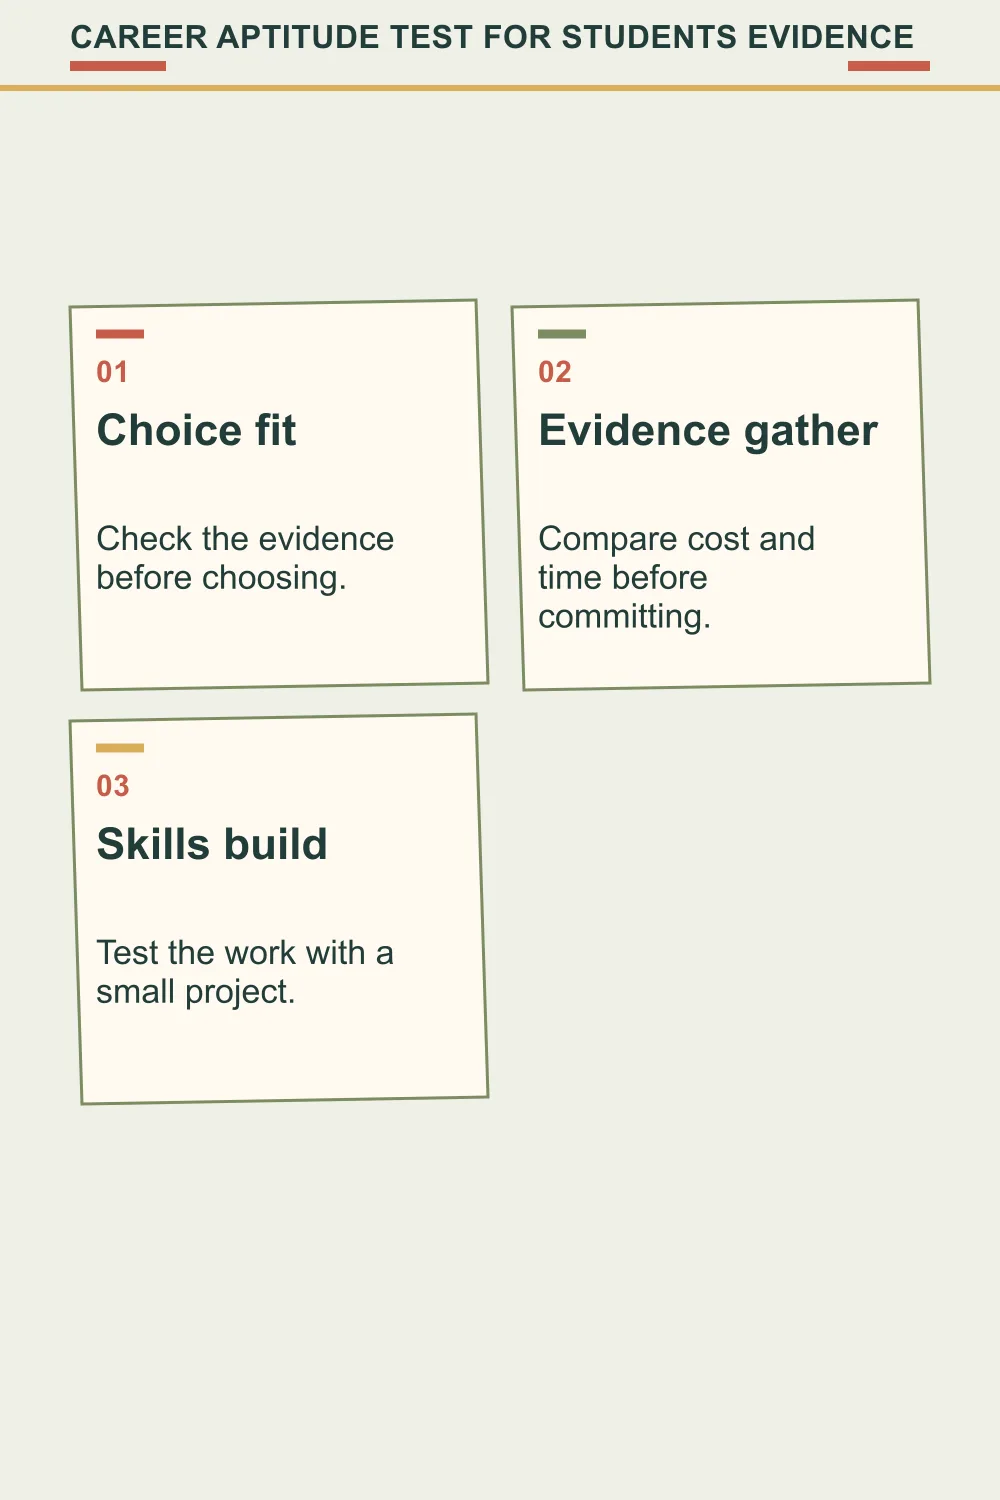 CAREER APTITUDE TEST FOR STUDENTS EVIDENCE
01
Choice fit
Check the evidence
before choosing.
02
Evidence gather
Compare cost and
time before
committing.
03
Skills build
Test the work with a
small project.